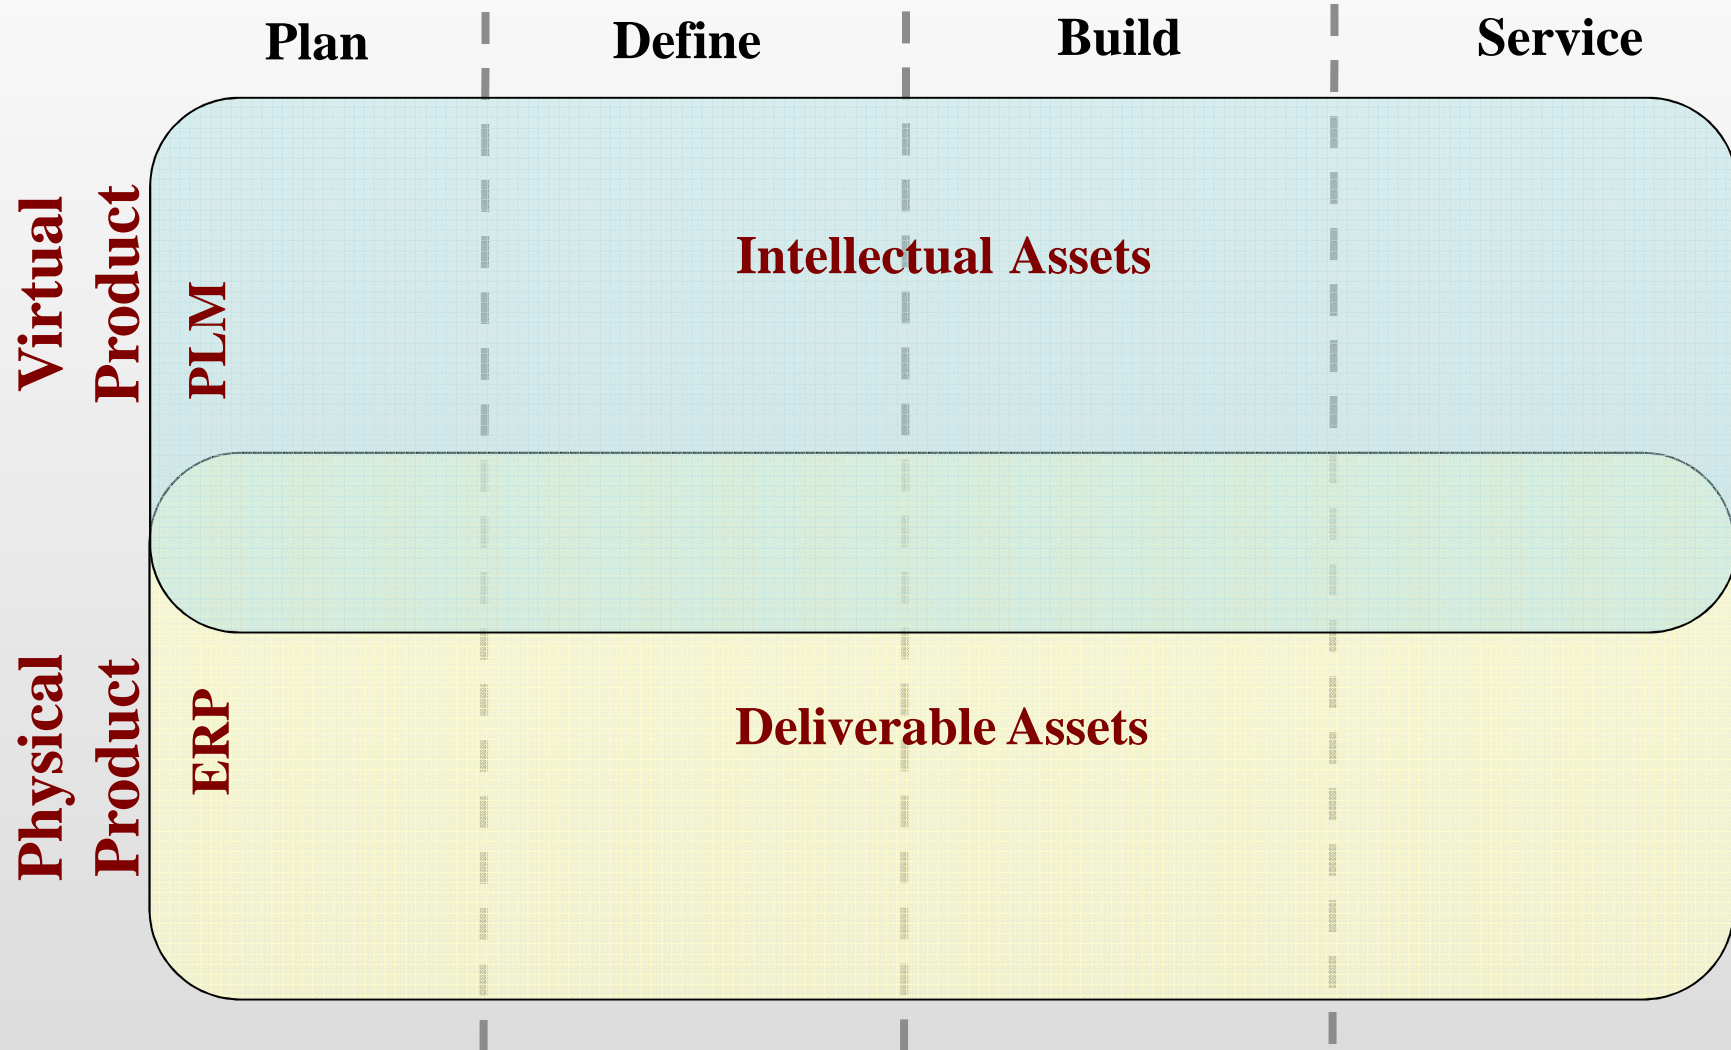 Plan
Define
Build
Service
Virtual
Product
PLM
Intellectual Assets
Physical
Product
ERP
Deliverable Assets